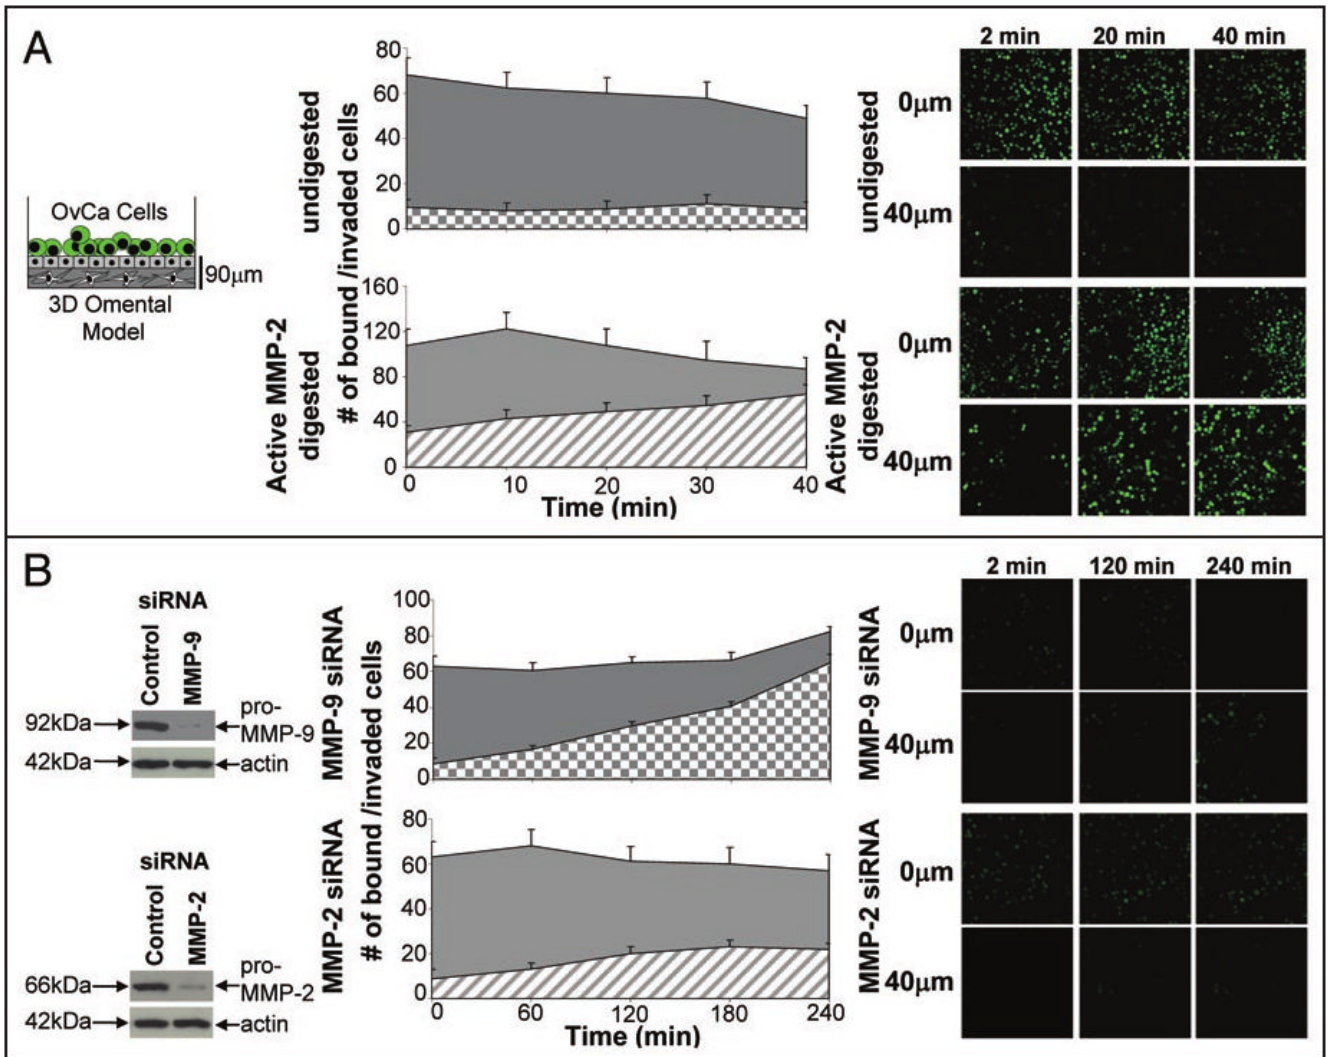 A
OvCa Cells
90μm
3D Omental
Model
undigested
Active MMP-2
digested
# of bound /invaded cells
80
60
40
20
0
160
120
80
40
0
0 10 20 30 40
Time (min)
2 min 20 min 40 min
undigested
0μm
40μm
Active MMP-2
digested
0μm
40μm
B
siRNA
Control
MMP-9
92kDa
pro-
MMP-9
42kDa
actin
siRNA
Control
MMP-2
66kDa
pro-
MMP-2
42kDa
actin
MMP-9 siRNA
MMP-2 siRNA
# of bound /invaded cells
100
80
60
40
20
0
80
60
40
20
0
0 60 120 180 240
Time (min)
2 min 120 min 240 min
MMP-9 siRNA
0μm
40μm
MMP-2 siRNA
0μm
40μm